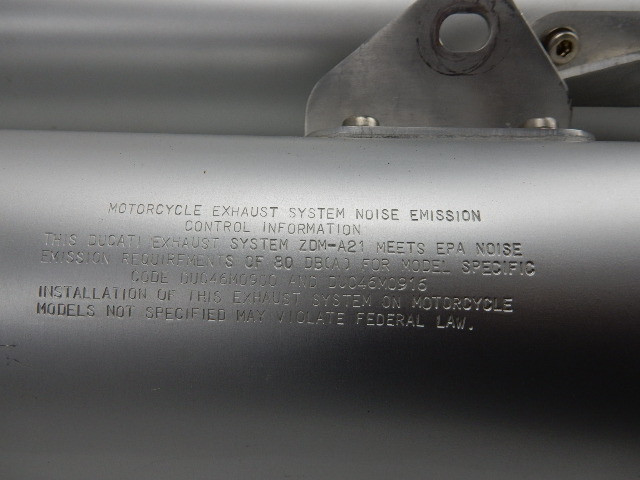 MOTORCYCLE EXHAUST SYSTEM NOISE EMISSION
CONTROL INFORMATION
THIS DUCATI EXHAUST SYSTEM ZDM-A21 MEETS EPA NOISE
EMISSION REQUIREMENTS OF 80 DB(A) FOR MODEL SPECIFIC
CODE AND DUC46M0916
INSTALLATION OF THIS EXHAUST SYSTEM ON MOTORCYCLE
MODELS NOT SPECIFIED MAY VIOLATE FEDERAL LAW.